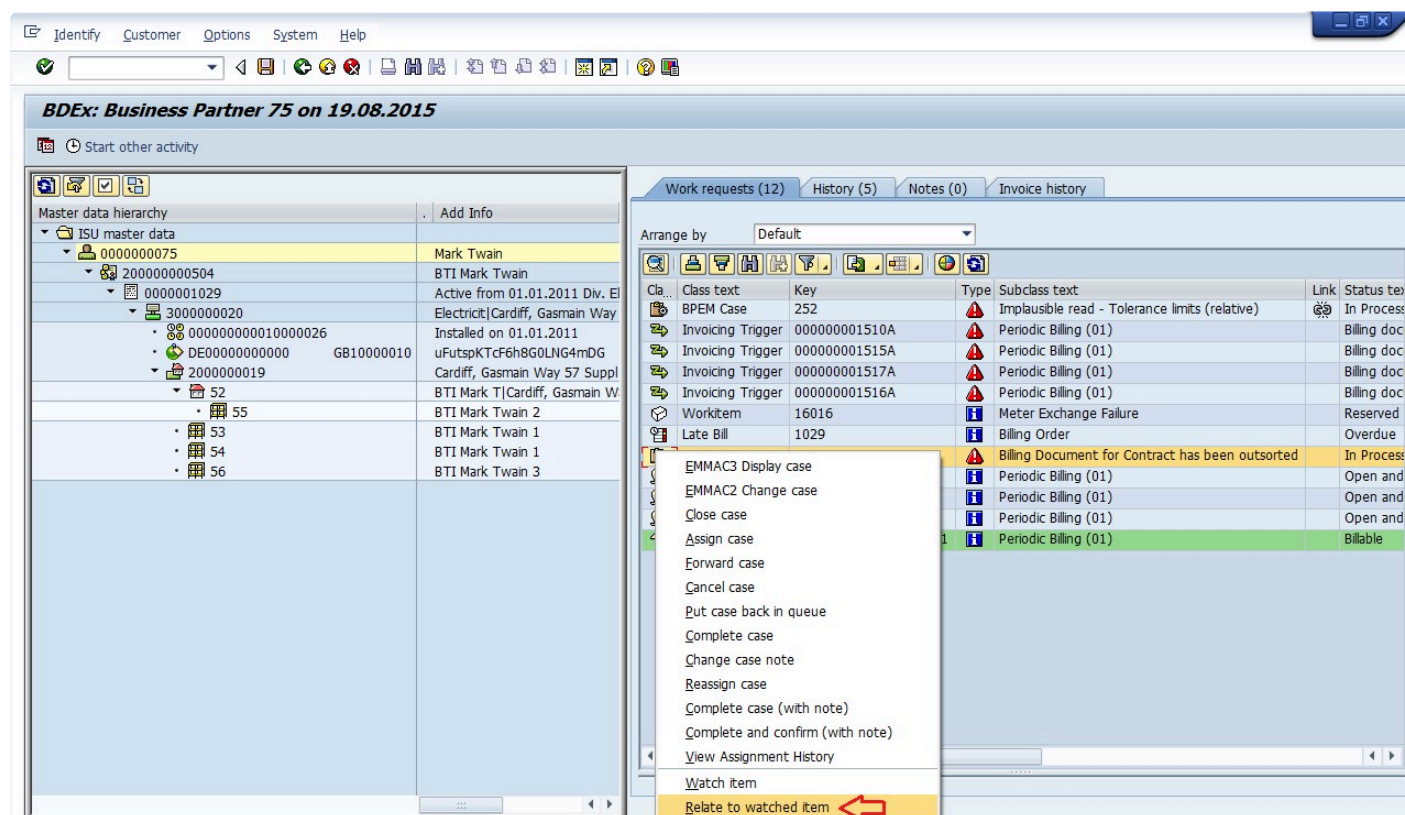 Identify Customer Options System Help
BDEx: Business Partner 75 on 19.08.2015
12 Start other activity
Work requests (12) History (5) Notes (0) Invoice history
Master data hierarchy . Add Info
ISU master data
0000000075 Mark Twain
200000000504 BTI Mark Twain
0000001029 Active from 01.01.2011 Div. El
3000000020 Electricit|Cardiff, Gasmain Way
000000000010000026 Installed on 01.01.2011
DE00000000000 GB10000010 uFutspKTcF6h8G0LNG4mDG
2000000019 Cardiff, Gasmain Way 57 Suppl
52 BTI Mark T|Cardiff, Gasmain W
55 BTI Mark Twain 2
53 BTI Mark Twain 1
54 BTI Mark Twain 1
56 BTI Mark Twain 3
Arrange by Default
Cla... Class text Key Type Subclass text Link Status tex
BPEM Case 252 Implausible read - Tolerance limits (relative) In Process
Invoicing Trigger 000000001510A Periodic Billing (01) Billing doc
Invoicing Trigger 000000001515A Periodic Billing (01) Billing doc
Invoicing Trigger 000000001517A Periodic Billing (01) Billing doc
Invoicing Trigger 000000001516A Periodic Billing (01) Billing doc
Workitem 16016 Meter Exchange Failure Reserved
Late Bill 1029 Billing Order Overdue
Billing Document for Contract has been outsorted In Process
Periodic Billing (01) Open and
Periodic Billing (01) Open and
Periodic Billing (01) Open and
1 Periodic Billing (01) Billable
EMMAC3 Display case
EMMAC2 Change case
Close case
Assign case
Forward case
Cancel case
Put case back in queue
Complete case
Change case note
Reassign case
Complete case (with note)
Complete and confirm (with note)
View Assignment History
Watch item
Relate to watched item